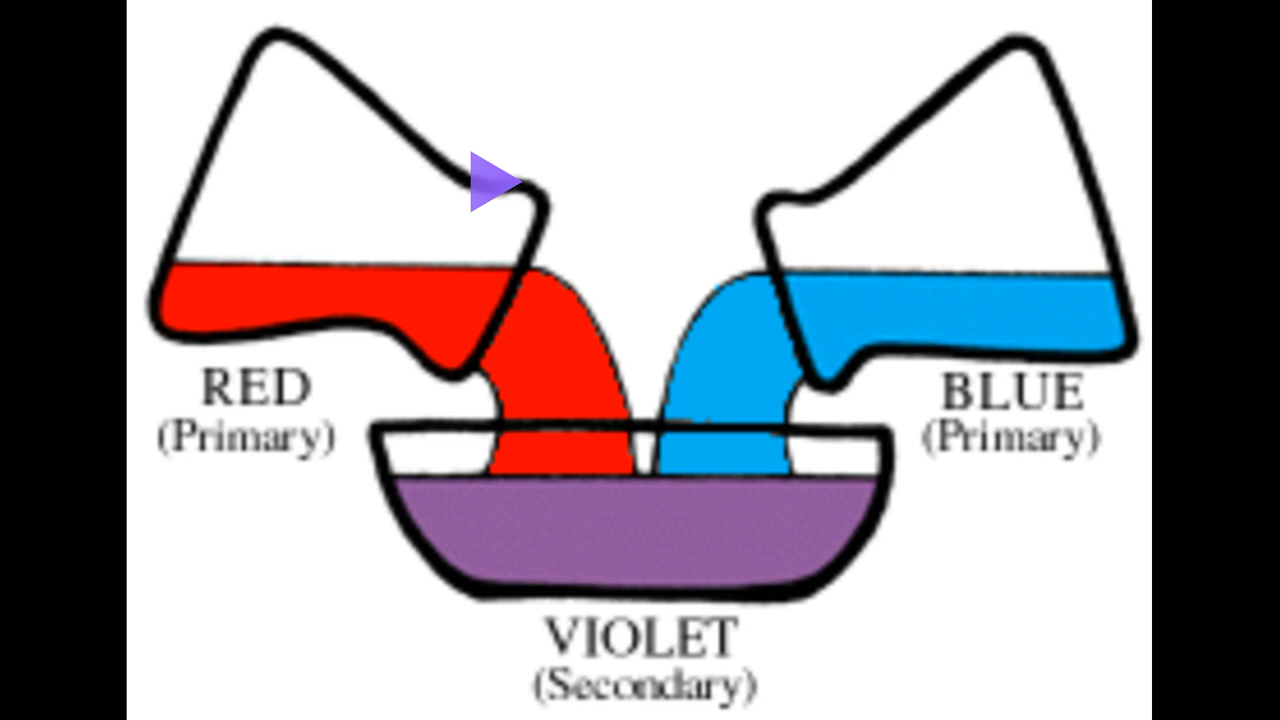 RED
(Primary)
BLUE
(Primary)
VIOLET
(Secondary)